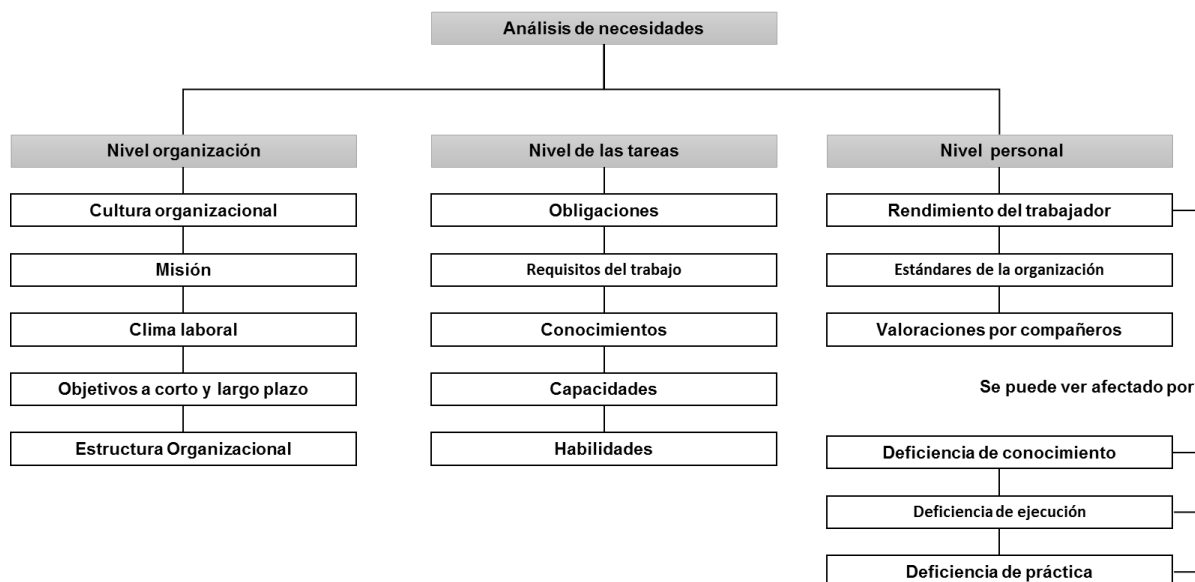 Análisis de necesidades
Nivel organización
Cultura organizacional
Misión
Clima laboral
Objetivos a corto y largo plazo
Estructura Organizacional
Nivel de las tareas
Obligaciones
Requisitos del trabajo
Conocimientos
Capacidades
Habilidades
Nivel personal
Rendimiento del trabajador
Estándares de la organización
Valoraciones por compañeros
Se puede ver afectado por
Deficiencia de conocimiento
Deficiencia de ejecución
Deficiencia de práctica